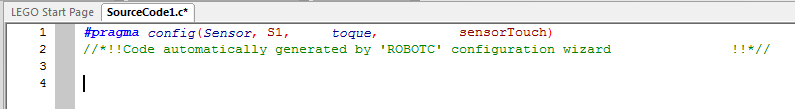 LEGO Start Page SourceCode1.c*
1 #pragma config(Sensor, S1, toque, sensorTouch)
2 //*!!Code automatically generated by 'ROBOTC' configuration wizard !!*//
3
4